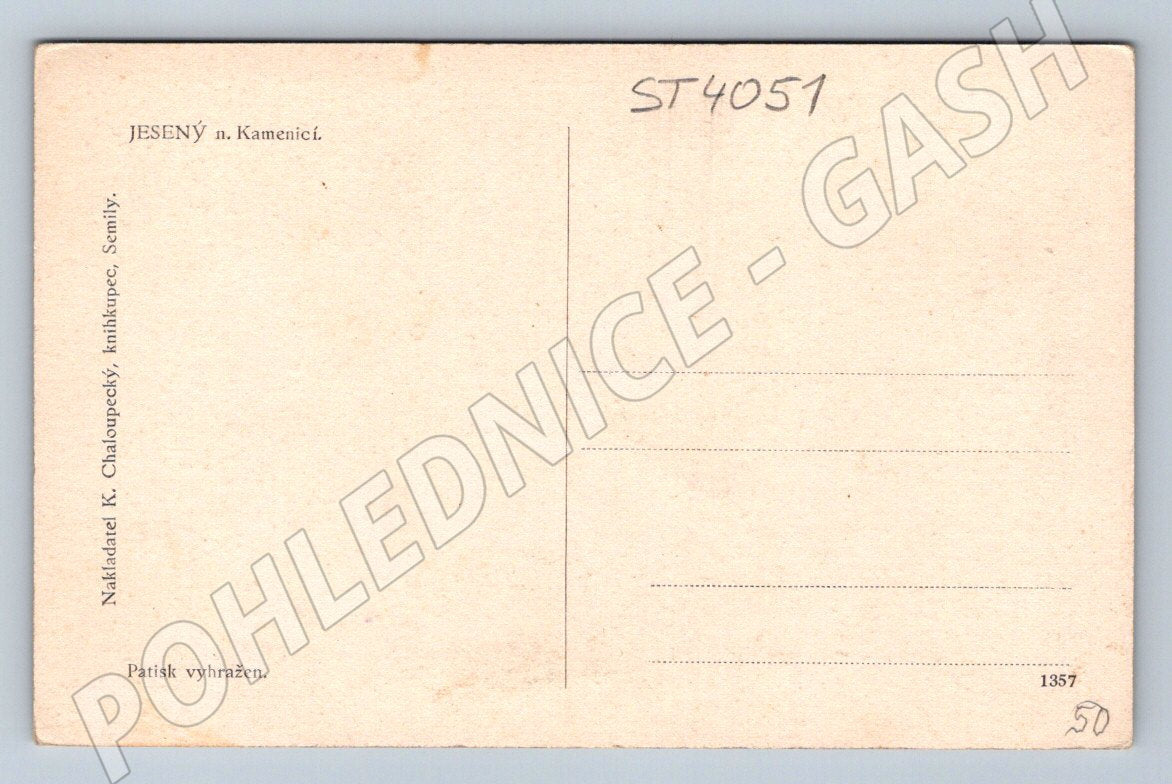 ST4051
JESENÝ n. Kamenicí.
Nakladatel K. Chaloupecký, knihkupec, Semily.
Patisk vyhražen.
1357
50
POHLEDNICE - GASH